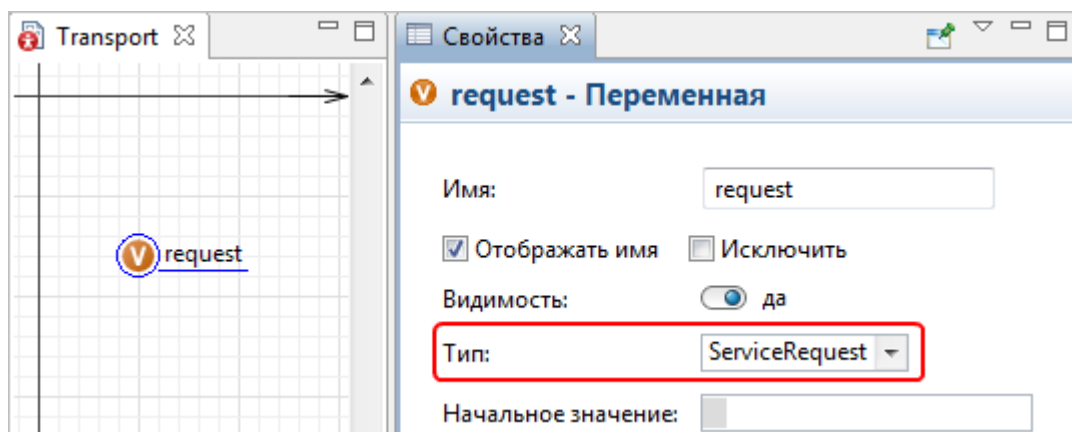 Transport
Свойства
request - Переменная
Имя:
request
request
Отображать имя
Исключить
Видимость:
да
Тип:
ServiceRequest
Начальное значение: